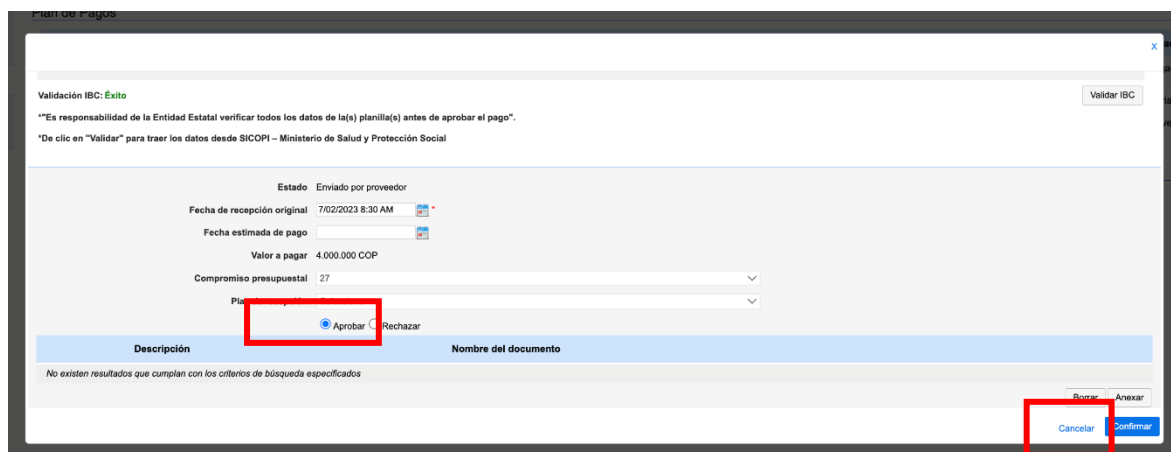 Plan de Pagos
x
Validación IBC: Éxito
Validar IBC
*"Es responsabilidad de la Entidad Estatal verificar todos los datos de la(s) planilla(s) antes de aprobar el pago".
*De clic en "Validar" para traer los datos desde SICOPI – Ministerio de Salud y Protección Social
Estado Enviado por proveedor
Fecha de recepción original 7/02/2023 8:30 AM *
Fecha estimada de pago
Valor a pagar 4.000.000 COP
Compromiso presupuestal 27
Aprobar Rechazar
Descripción Nombre del documento
No existen resultados que cumplan con los criterios de búsqueda especificados
Borrar Anexar
Cancelar Confirmar